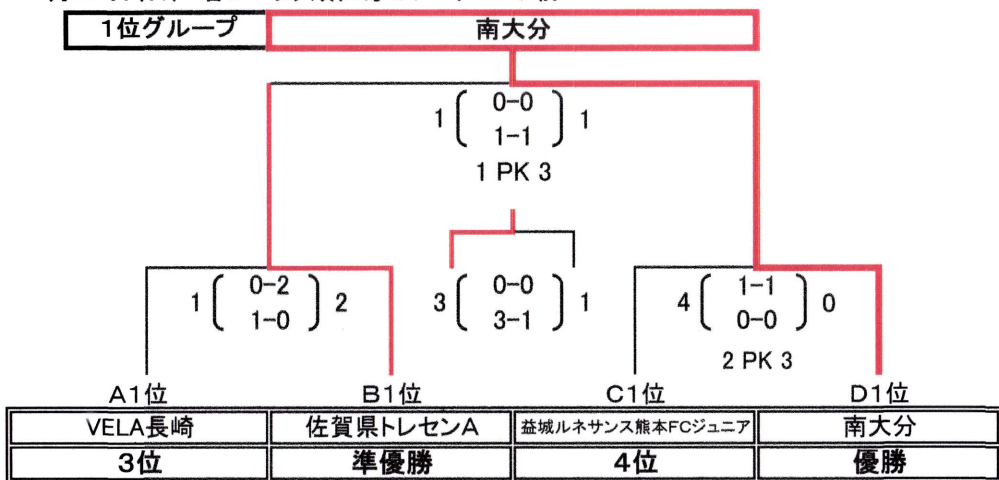 1位グループ 南大分
1 ( 0-0 ) 1
1-1
1 PK 3
1 ( 0-2 ) 2
1-0
3 ( 0-0 ) 1
3-1
4 ( 1-1 ) 0
0-0
2 PK 3
A1位 B1位 C1位 D1位
VELA長崎 佐賀県トレセンA 益城ルネサンス熊本FCジュニア 南大分
3位 準優勝 4位 優勝